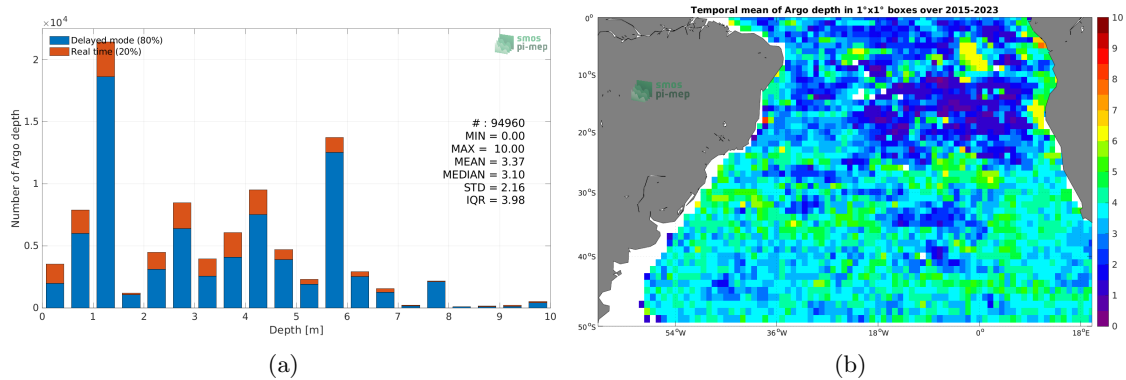 ×10⁴
Delayed mode (80%)
Real time (20%)
smos
pi-mep
2
1.5
1
0.5
0
Number of Argo depth
# : 94960
MIN = 0.00
MAX = 10.00
MEAN = 3.37
MEDIAN = 3.10
STD = 2.16
IQR = 3.98
0 1 2 3 4 5 6 7 8 9 10
Depth [m]
(a)
Temporal mean of Argo depth in 1°x1° boxes over 2015-2023
0°
10°S
20°S
30°S
40°S
50°S
smos
pi-mep
54°W 36°W 18°W 0° 18°E
10
9
8
7
6
5
4
3
2
1
0
(b)